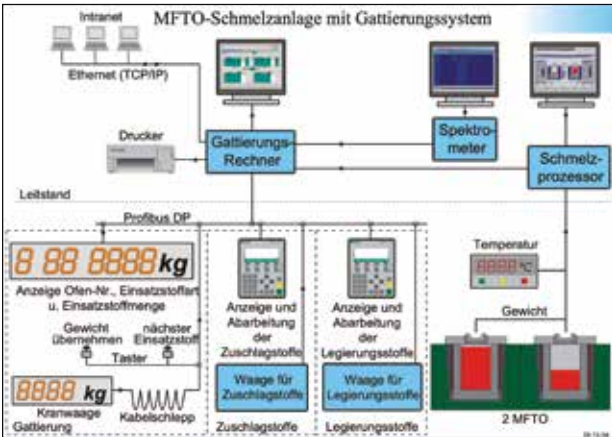 MFTO-Schmelzanlage mit Gattierungssystem
Intranet
Ethernet (TCP/IP)
Drucker
Gattierungs-
Rechner
Spektro-
meter
Schmelz-
prozessor
Leitstand
Profibus DP
8 88 8888 kg
Anzeige Ofen-Nr., Einsatzstoffart
u. Einsatzstoffmenge
Gewicht
übernehmen
nächster
Einsatzstoff
Taster
8888 kg
Kranwaage
Gattierung
Kabelschlepp
Anzeige und
Abarbeitung
der
Zuschlagstoffe
Waage für
Zuschlagstoffe
Zuschlagstoffe
Anzeige und
Abarbeitung
der
Legierungsstoffe
Waage für
Legierungsstoffe
Legierungsstoffe
Temperatur
8888 °C
Gewicht
2 MFTO